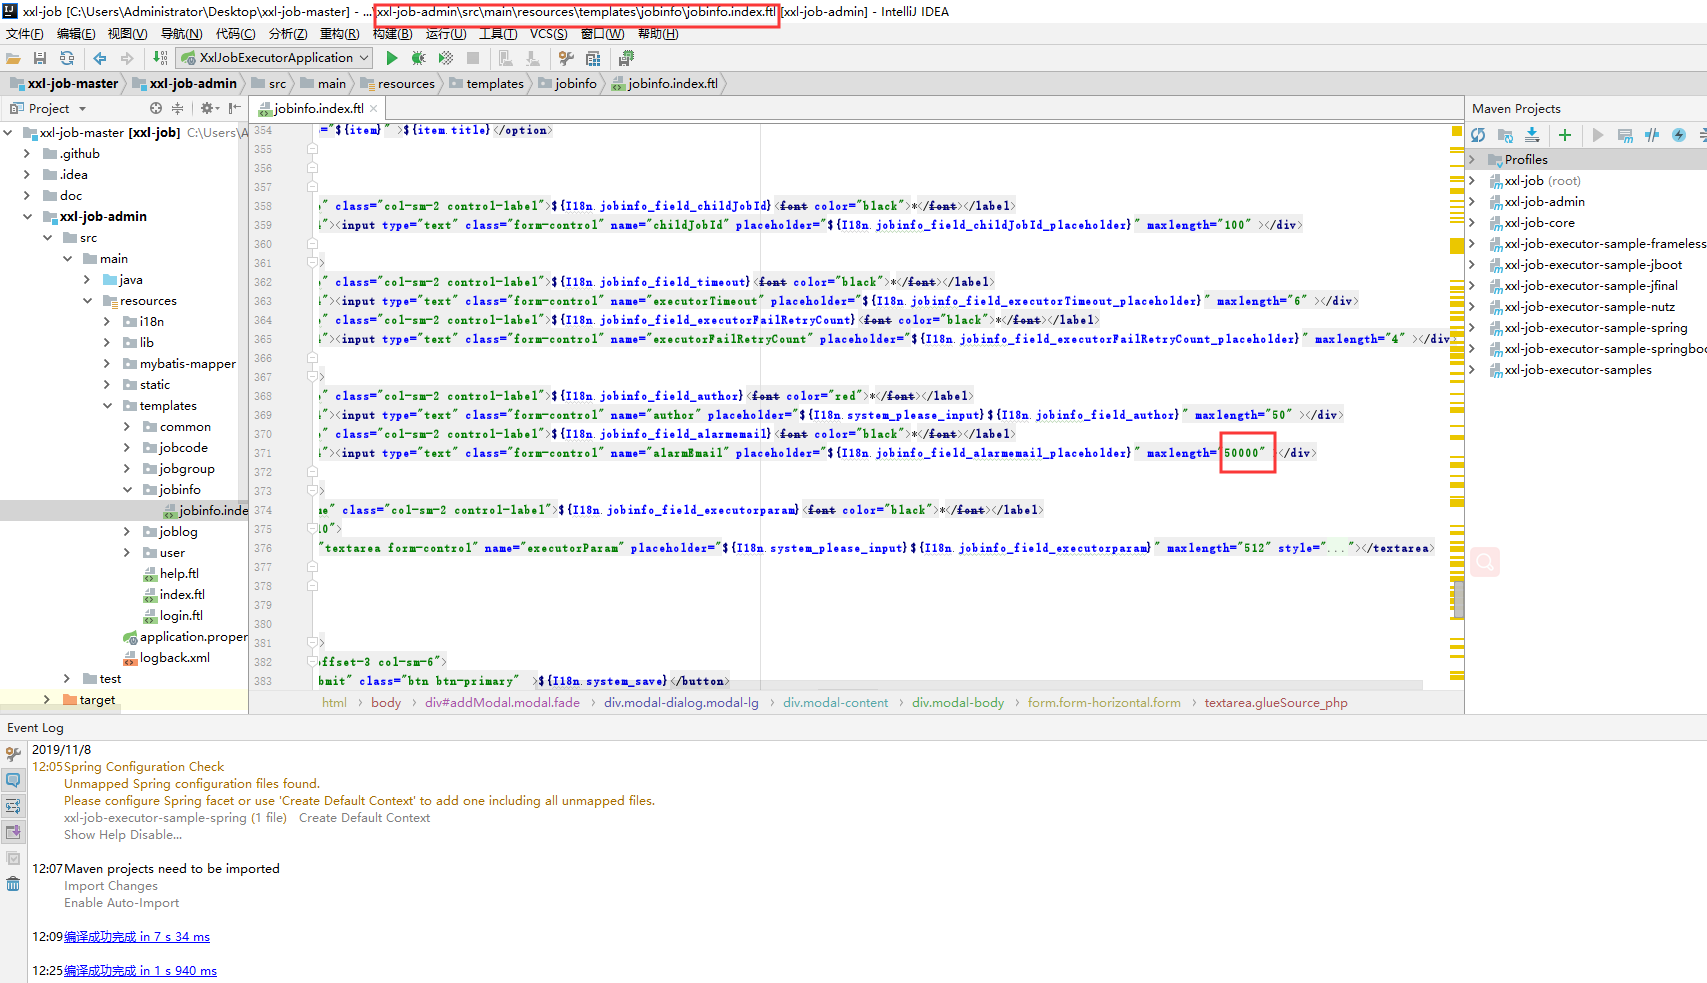 xxl-job [C:\Users\Administrator\Desktop\xxl-job-master] - ...\xxl-job-admin\src\main\resources\templates\jobinfo\jobinfo.index.ftl [xxl-job-admin] - IntelliJ IDEA
文件(F) 编辑(E) 视图(V) 导航(N) 代码(C) 分析(Z) 重构(R) 构建(B) 运行(U) 工具(T) VCS(S) 窗口(W) 帮助(H)
XxlJobExecutorApplication
xxl-job-master xxl-job-admin src main resources templates jobinfo jobinfo.index.ftl
Project
jobinfo.index.ftl
Maven Projects
xxl-job-master [xxl-job] C:\Users\A
.github
.idea
doc
xxl-job-admin
src
main
java
resources
i18n
lib
mybatis-mapper
static
templates
common
jobcode
jobgroup
jobinfo
jobinfo.inde
joblog
user
help.ftl
index.ftl
login.ftl
application.proper
logback.xml
test
target
354 ="${item}" >${item.title}</option>
355
356
357
358 " class="col-sm-2 control-label">${I18n.jobinfo_field_childJobId}<font color="black">*</font></label>
359 "><input type="text" class="form-control" name="childJobId" placeholder="${I18n.jobinfo_field_childJobId_placeholder}" maxlength="100" ></div>
360
361 >
362 " class="col-sm-2 control-label">${I18n.jobinfo_field_timeout}<font color="black">*</font></label>
363 "><input type="text" class="form-control" name="executorTimeout" placeholder="${I18n.jobinfo_field_executorTimeout_placeholder}" maxlength="6" ></div>
364 " class="col-sm-2 control-label">${I18n.jobinfo_field_executorFailRetryCount}<font color="black">*</font></label>
365 "><input type="text" class="form-control" name="executorFailRetryCount" placeholder="${I18n.jobinfo_field_executorFailRetryCount_placeholder}" maxlength="4" ></div>
366
367 >
368 " class="col-sm-2 control-label">${I18n.jobinfo_field_author}<font color="red">*</font></label>
369 "><input type="text" class="form-control" name="author" placeholder="${I18n.system_please_input}${I18n.jobinfo_field_author}" maxlength="50" ></div>
370 " class="col-sm-2 control-label">${I18n.jobinfo_field_alarmemail}<font color="black">*</font></label>
371 "><input type="text" class="form-control" name="alarmEmail" placeholder="${I18n.jobinfo_field_alarmemail_placeholder}" maxlength="50000" ></div>
372
373 >
374 e" class="col-sm-2 control-label">${I18n.jobinfo_field_executorparam}<font color="black">*</font></label>
375 10">
376 "textarea form-control" name="executorParam" placeholder="${I18n.system_please_input}${I18n.jobinfo_field_executorparam}" maxlength="512" style="..."></textarea>
377
378
379
380
381 >
382 offset-3 col-sm-6">
383 bmit" class="btn btn-primary" >${I18n.system_save}</button>
html body div#addModal.modal.fade div.modal-dialog.modal-lg div.modal-content div.modal-body form.form-horizontal.form textarea.glueSource_php
Profiles
xxl-job (root)
xxl-job-admin
xxl-job-core
xxl-job-executor-sample-frameless
xxl-job-executor-sample-jboot
xxl-job-executor-sample-jfinal
xxl-job-executor-sample-nutz
xxl-job-executor-sample-spring
xxl-job-executor-sample-springboo
xxl-job-executor-samples
Event Log
2019/11/8
12:05 Spring Configuration Check
Unmapped Spring configuration files found.
Please configure Spring facet or use 'Create Default Context' to add one including all unmapped files.
xxl-job-executor-sample-spring (1 file) Create Default Context
Show Help Disable...
12:07 Maven projects need to be imported
Import Changes
Enable Auto-Import
12:09 编译成功完成 in 7 s 34 ms
12:25 编译成功完成 in 1 s 940 ms